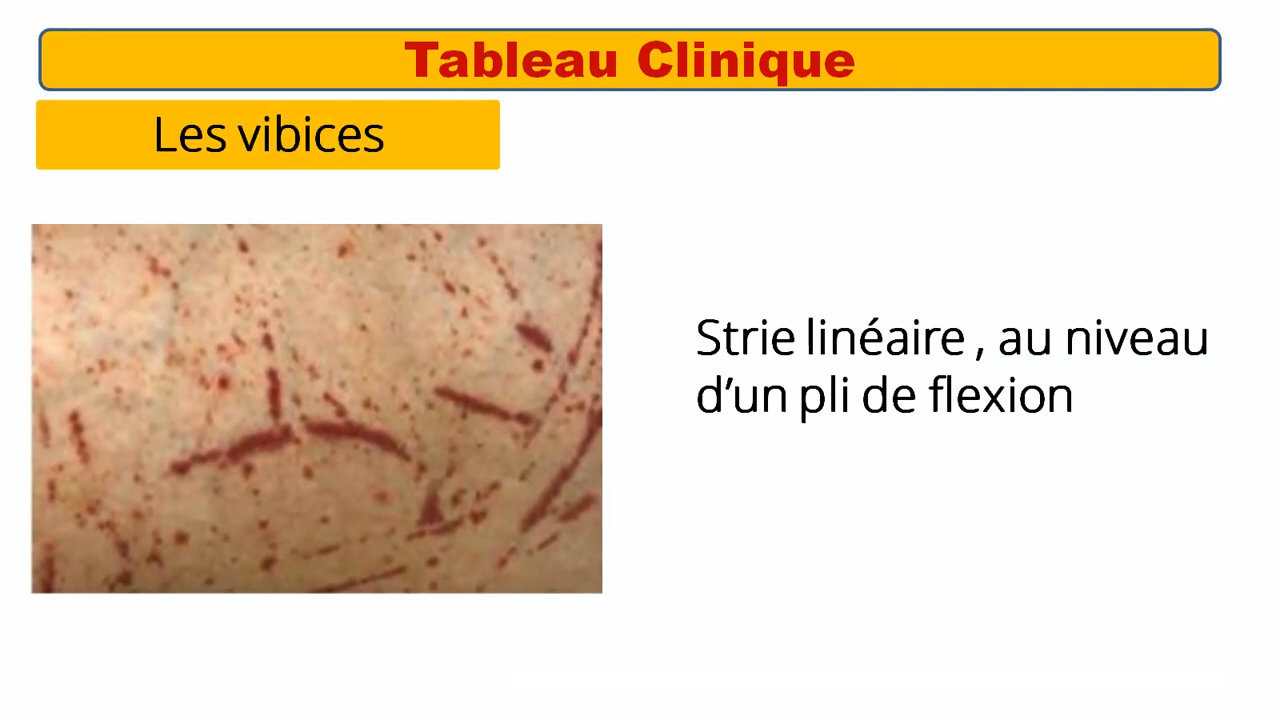 Tableau Clinique
Les vibices
Strie linéaire , au niveau
d’un pli de flexion